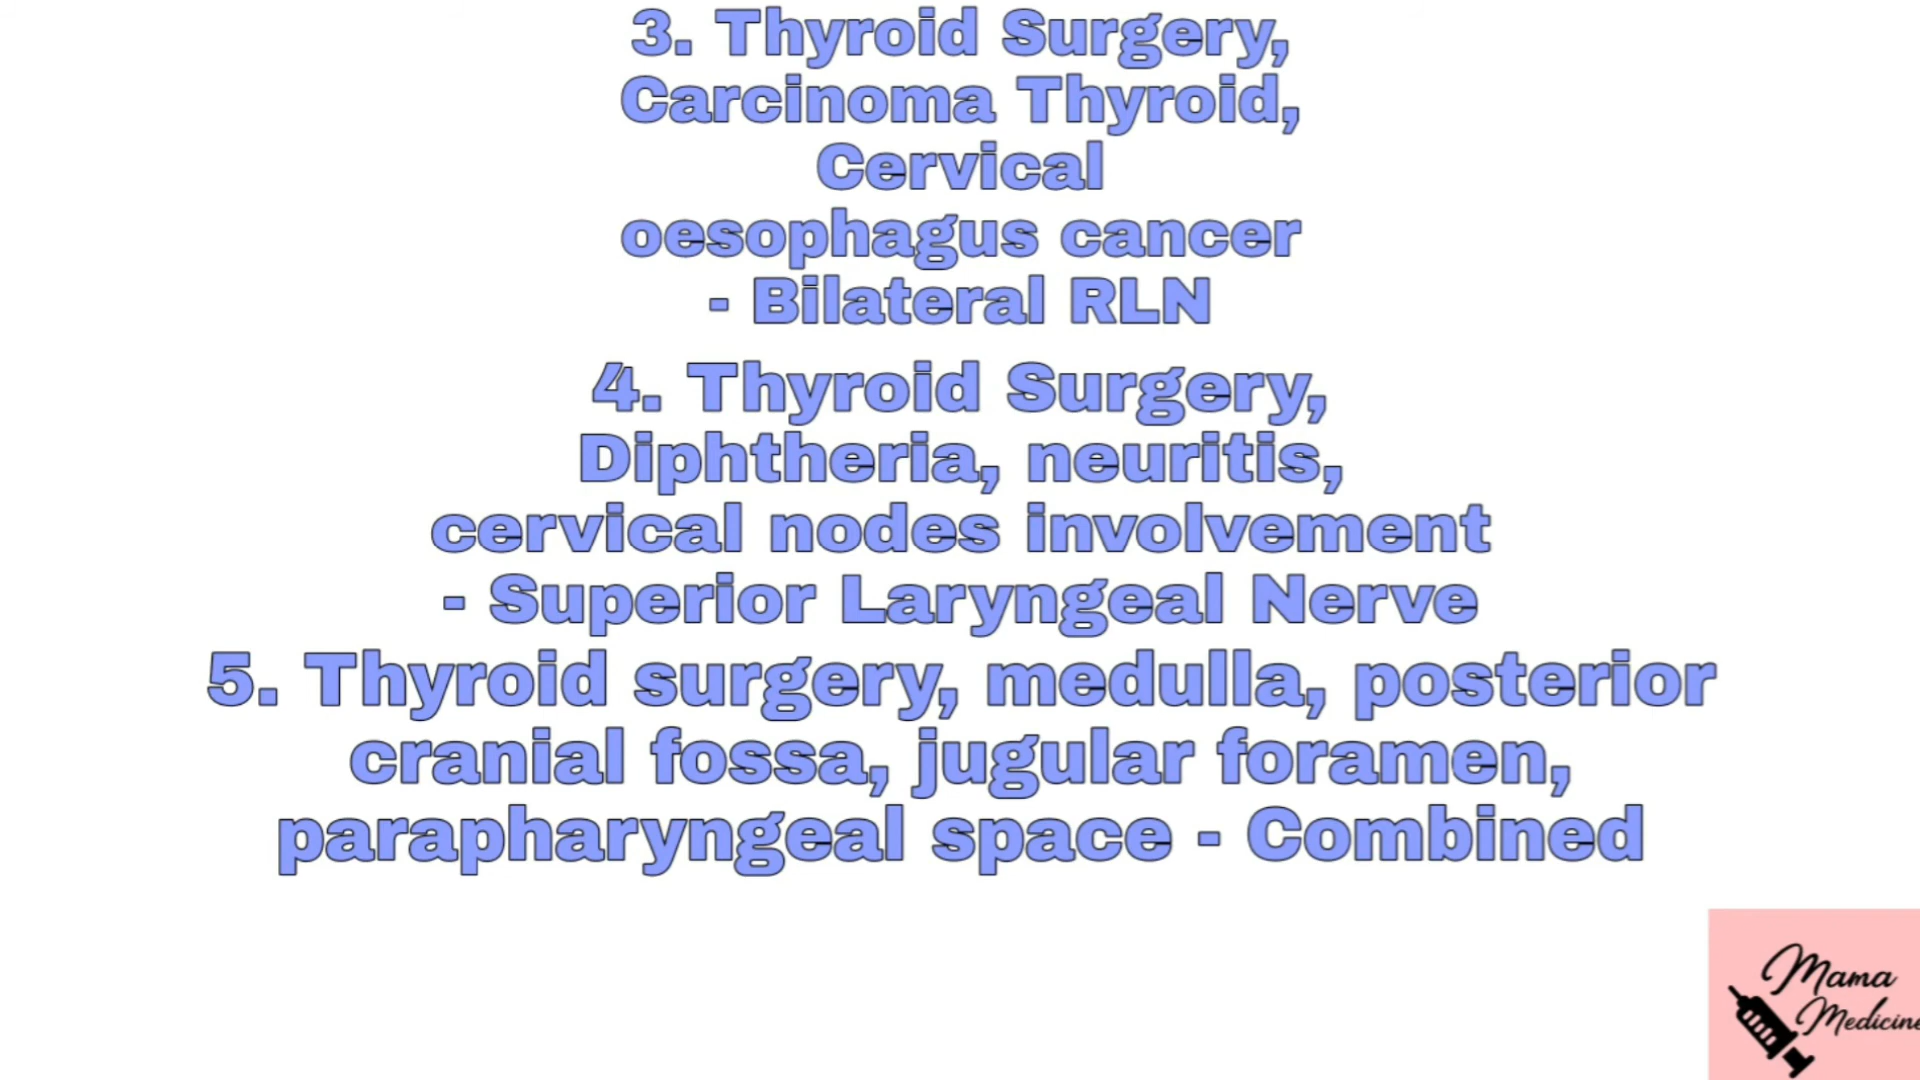 3. Thyroid Surgery,
Carcinoma Thyroid,
Cervical
oesophagus cancer
- Bilateral RLN
4. Thyroid Surgery,
Diphtheria, neuritis,
cervical nodes involvement
- Superior Laryngeal Nerve
5. Thyroid surgery, medulla, posterior
cranial fossa, jugular foramen,
parapharyngeal space - Combined
Mama
Medicine